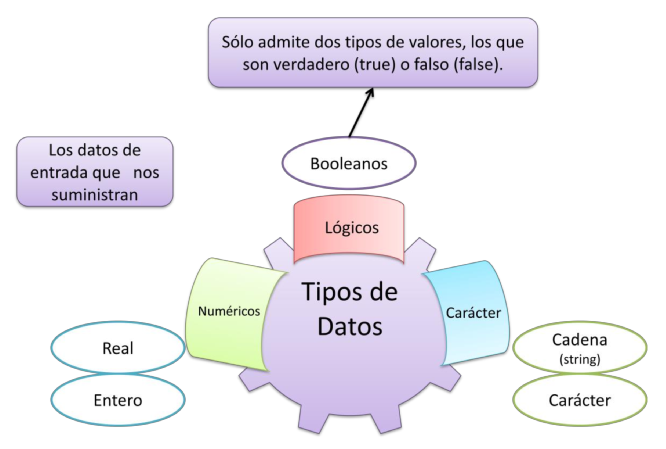 Sólo admite dos tipos de valores, los que
son verdadero (true) o falso (false).
Los datos de
entrada que nos
suministran
Booleanos
Lógicos
Tipos de
Datos
Numéricos
Carácter
Real
Entero
Cadena
(string)
Carácter